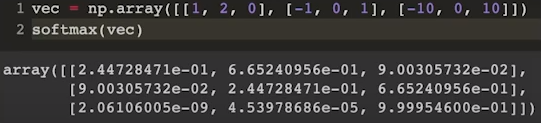 1 vec = np.array([[1, 2, 0], [-1, 0, 1], [-10, 0, 10]])
2 softmax(vec)
array([[2.44728471e-01, 6.65240956e-01, 9.00305732e-02],
[9.00305732e-02, 2.44728471e-01, 6.65240956e-01],
[2.06106005e-09, 4.53978686e-05, 9.99954600e-01]])